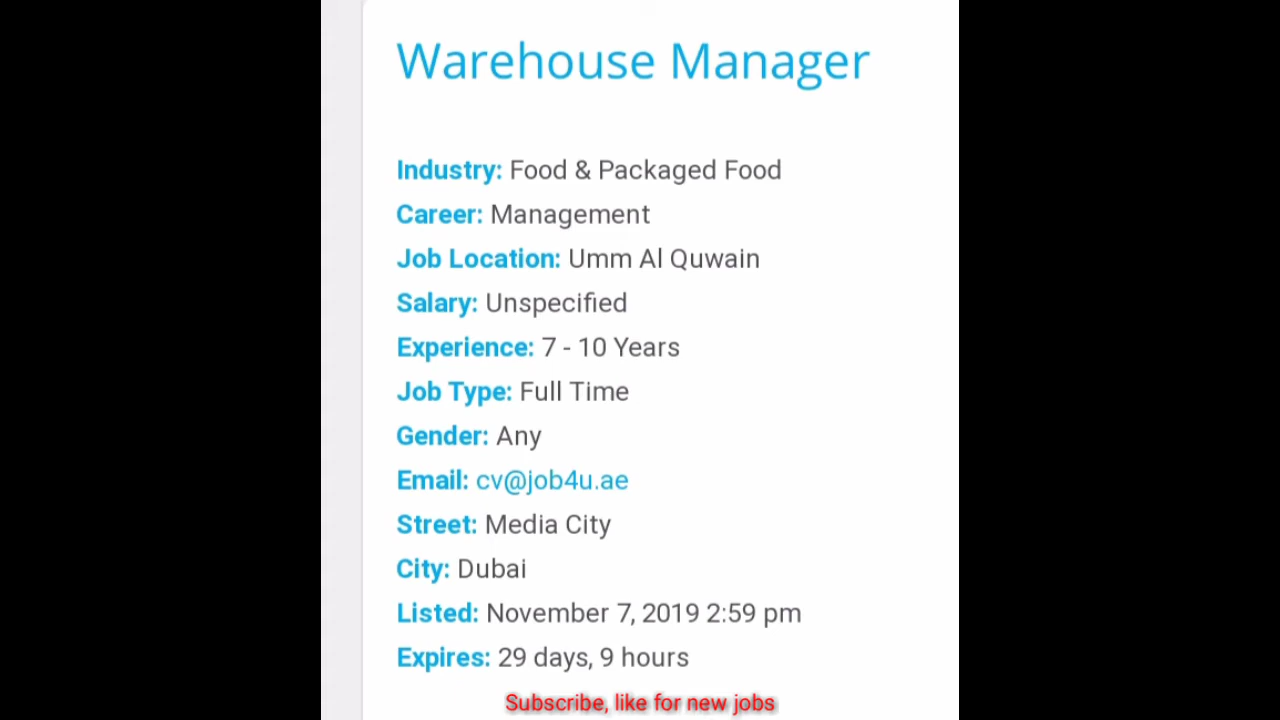 Warehouse Manager
Industry: Food & Packaged Food
Career: Management
Job Location: Umm Al Quwain
Salary: Unspecified
Experience: 7 - 10 Years
Job Type: Full Time
Gender: Any
Email: cv@job4u.ae
Street: Media City
City: Dubai
Listed: November 7, 2019 2:59 pm
Expires: 29 days, 9 hours
Subscribe, like for new jobs